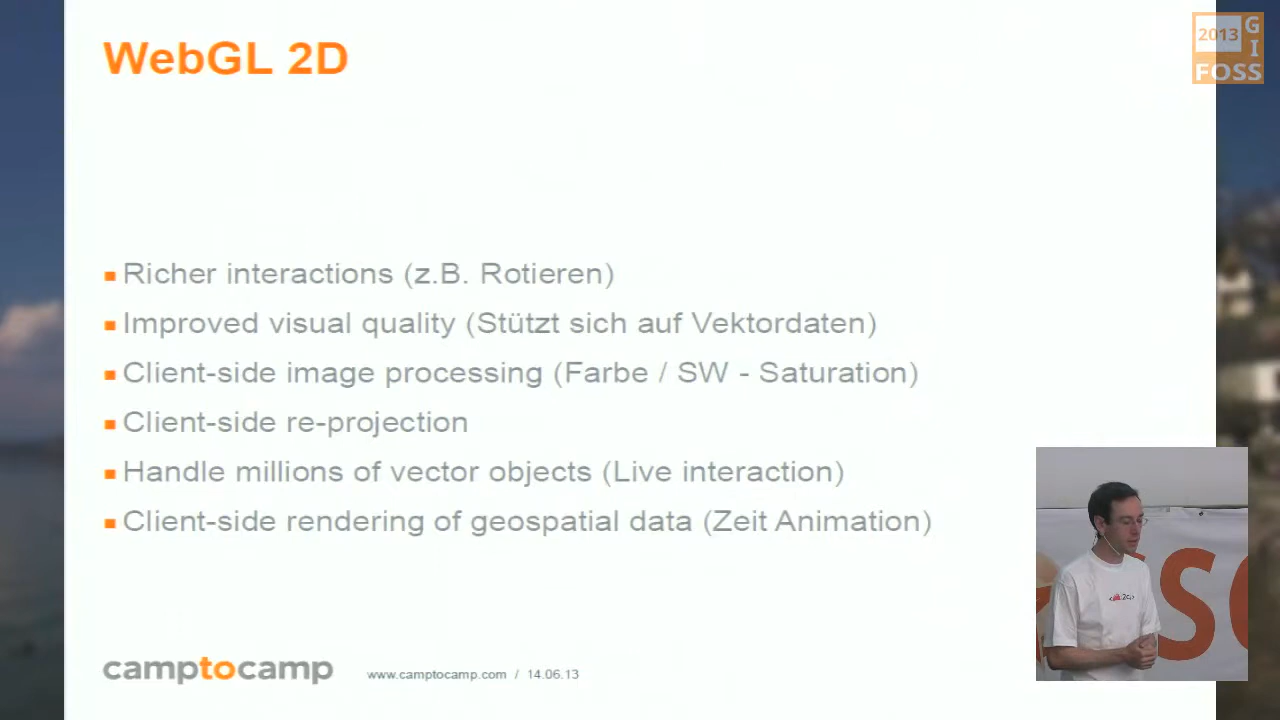 WebGL 2D
2013
G
I
FOSS
Richer interactions (z.B. Rotieren)
Improved visual quality (Stützt sich auf Vektordaten)
Client-side image processing (Farbe / SW - Saturation)
Client-side re-projection
Handle millions of vector objects (Live interaction)
Client-side rendering of geospatial data (Zeit Animation)
camptocamp
www.camptocamp.com / 14.06.13